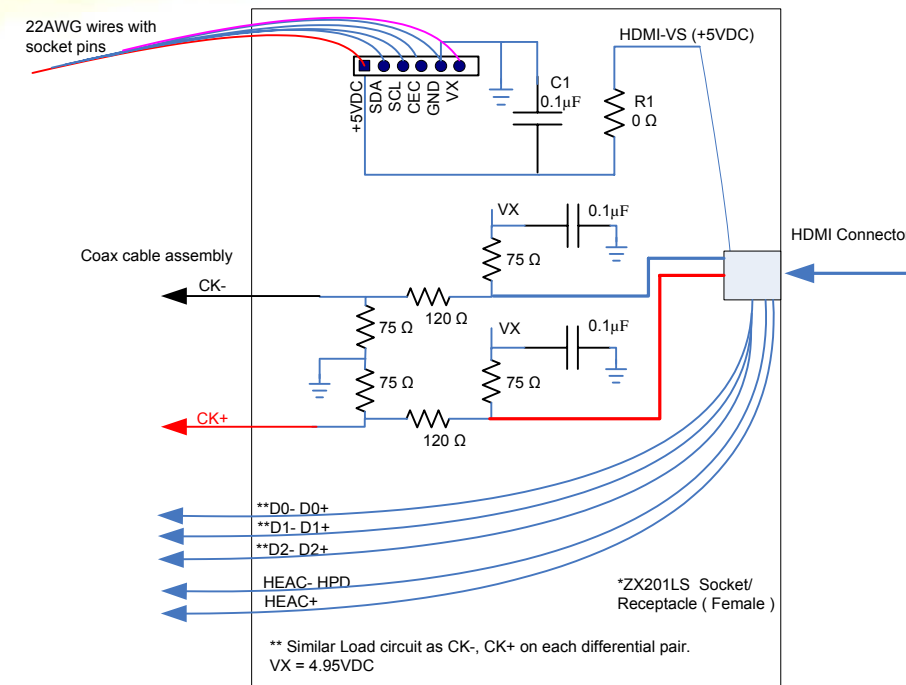 22AWG wires with
socket pins
HDMI-VS (+5VDC)
+5VDC
SDA
SCL
CEC
GND
VX
C1
0.1µF
R1
0 Ω
VX
0.1µF
75 Ω
HDMI Connector
Coax cable assembly
CK-
120 Ω
75 Ω
VX
0.1µF
75 Ω
75 Ω
CK+
120 Ω
**D0- D0+
**D1- D1+
**D2- D2+
HEAC- HPD
HEAC+
*ZX201LS Socket/
Receptacle ( Female )
** Similar Load circuit as CK-, CK+ on each differential pair.
VX = 4.95VDC